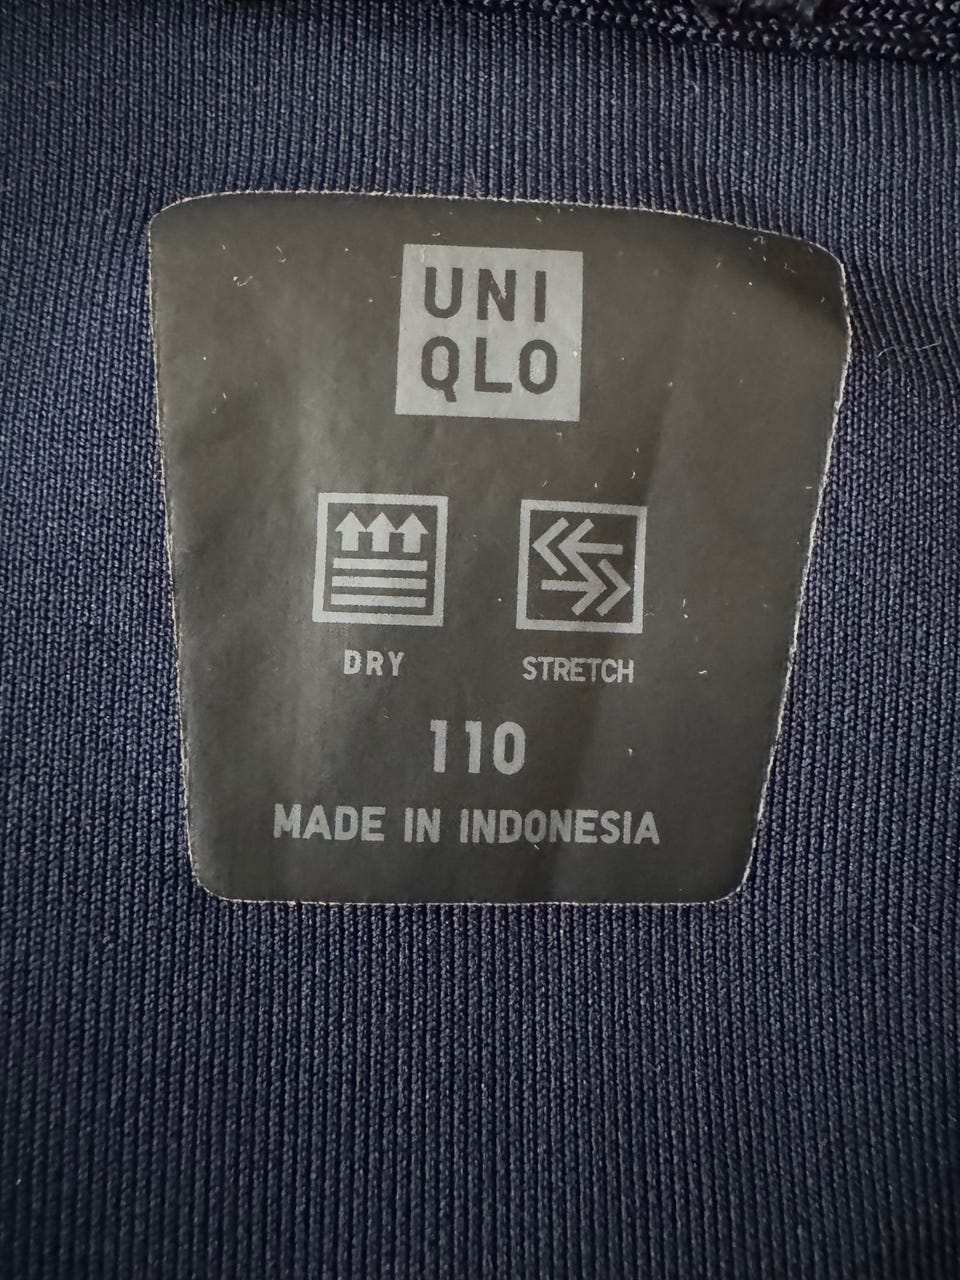 UNI
QLO
DRY STRETCH
110
MADE IN INDONESIA